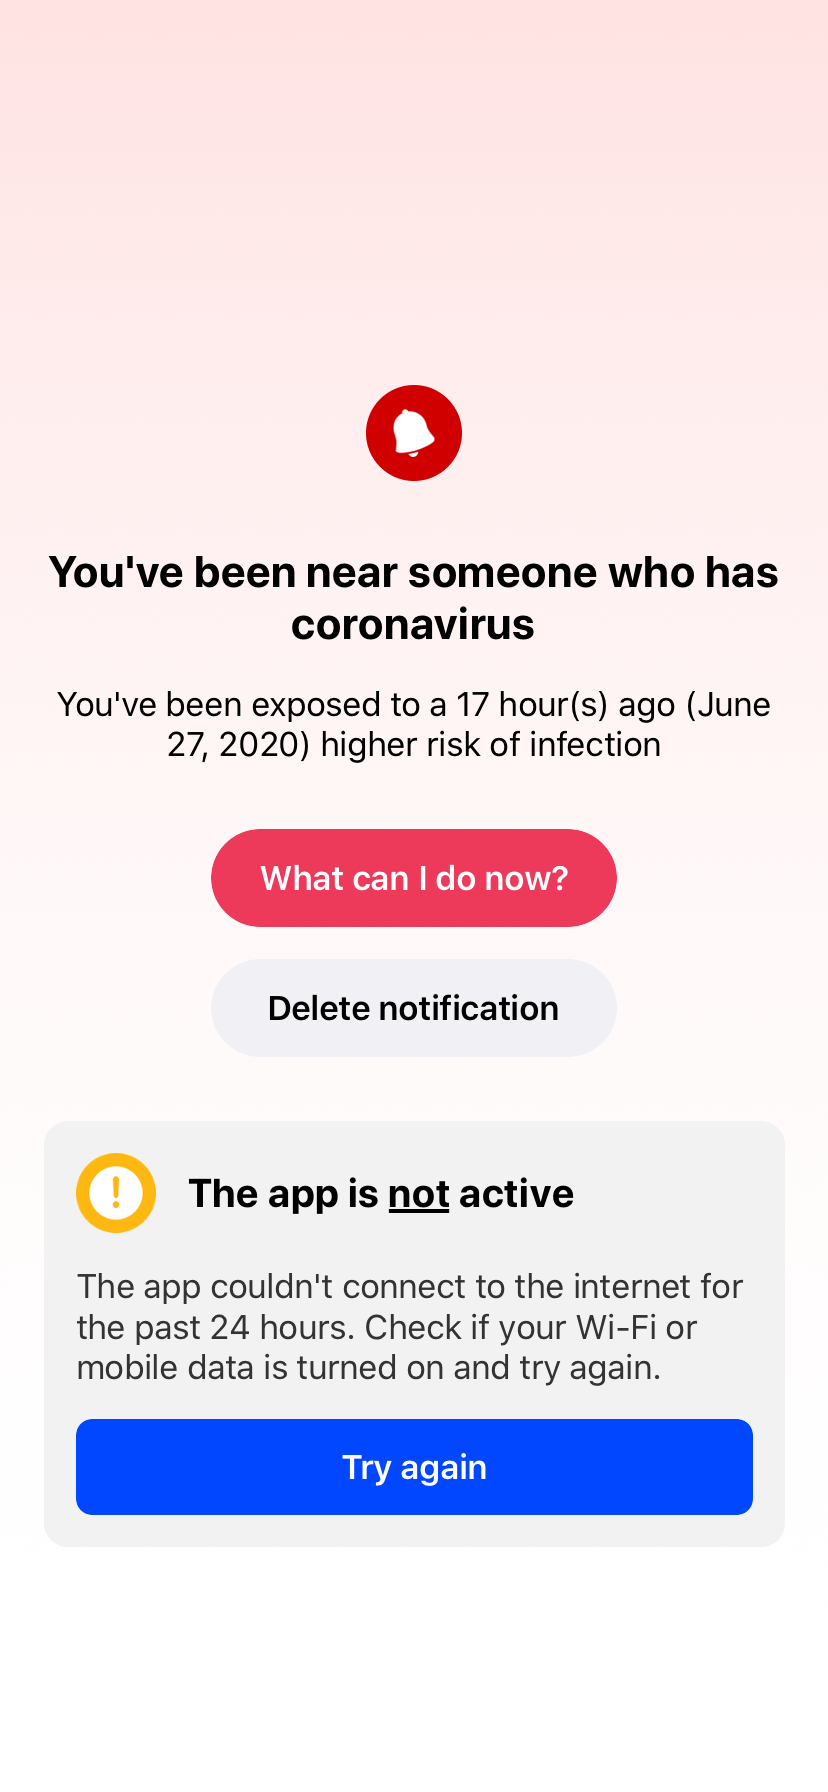 You've been near someone who has
coronavirus
You've been exposed to a 17 hour(s) ago (June
27, 2020) higher risk of infection
What can I do now?
Delete notification
The app is not active
The app couldn't connect to the internet for
the past 24 hours. Check if your Wi-Fi or
mobile data is turned on and try again.
Try again